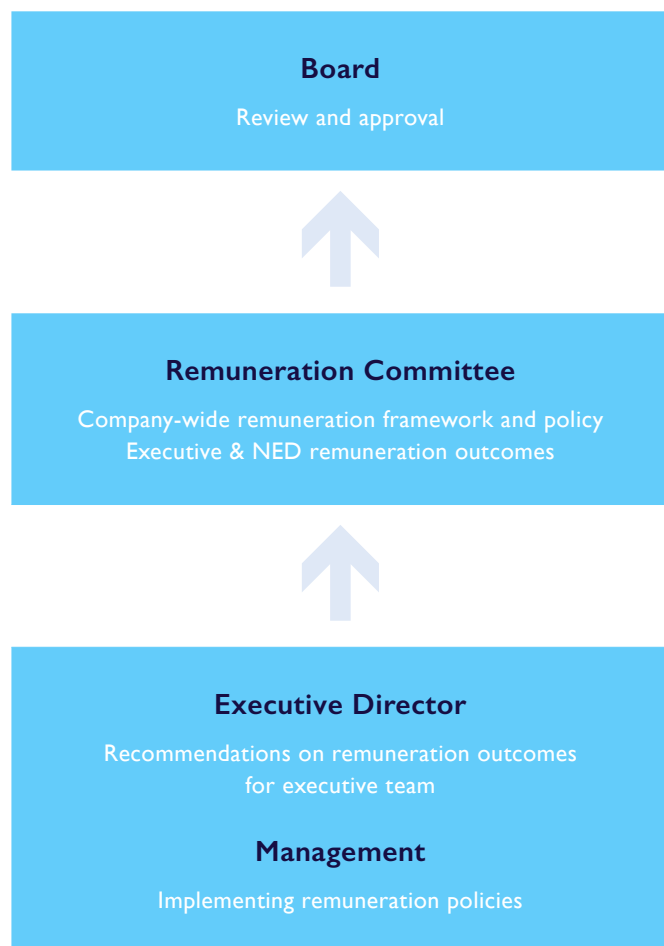 Board
Review and approval
Remuneration Committee
Company-wide remuneration framework and policy
Executive & NED remuneration outcomes
Executive Director
Recommendations on remuneration outcomes
for executive team
Management
Implementing remuneration policies